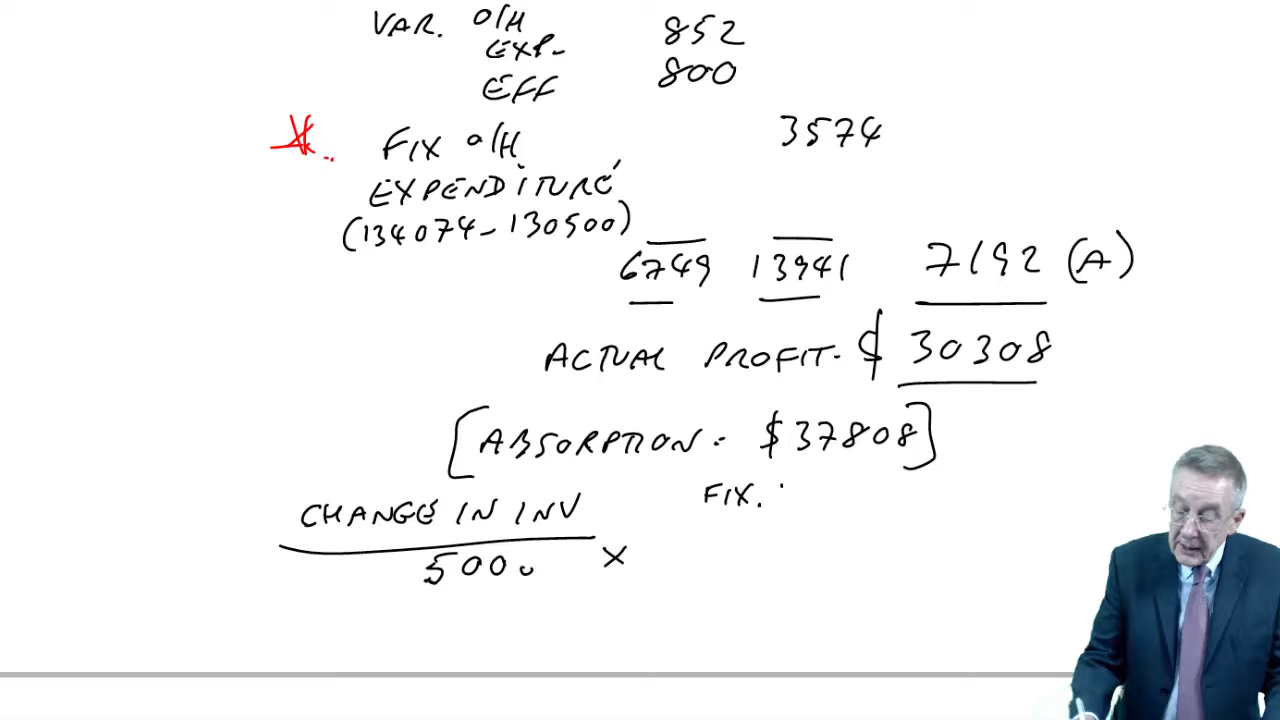 VAR. O/H
EXP. 852
EFF 800
FIX O/H 3574
EXPENDITURE
(134074-130500)
6749 13941 7192 (A)
ACTUAL PROFIT. $ 30308
[ABSORPTION: $37808]
CHANGE IN INV FIX.
5000 X